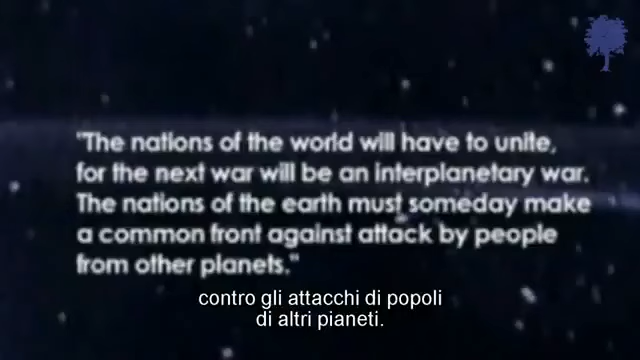 "The nations of the world will have to unite,
for the next war will be an interplanetary war.
The nations of the earth must someday make
a common front against attack by people
from other planets."
contro gli attacchi di popoli
di altri pianeti.